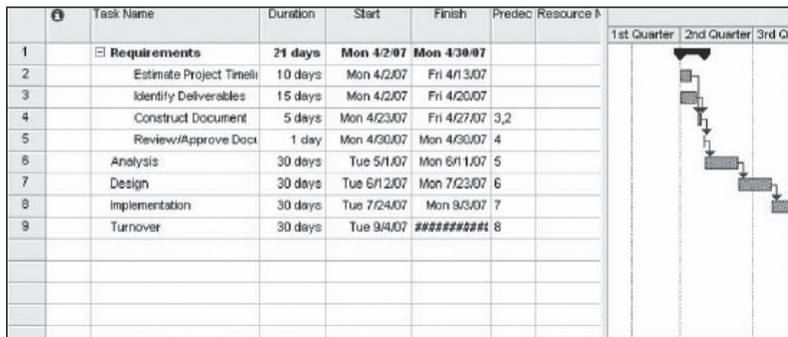 Task Name Duration Start Finish Predec Resource N
1st Quarter 2nd Quarter 3rd Q
1 Requirements 21 days Mon 4/2/07 Mon 4/30/07
2 Estimate Project Timeli 10 days Mon 4/2/07 Fri 4/13/07
3 Identify Deliverables 15 days Mon 4/2/07 Fri 4/20/07
4 Construct Document 5 days Mon 4/23/07 Fri 4/27/07 3,2
5 Review/Approve Docu 1 day Mon 4/30/07 Mon 4/30/07 4
6 Analysis 30 days Tue 5/1/07 Mon 6/11/07 5
7 Design 30 days Tue 6/12/07 Mon 7/23/07 6
8 Implementation 30 days Tue 7/24/07 Mon 9/3/07 7
9 Turnover 30 days Tue 9/4/07 ########### 8